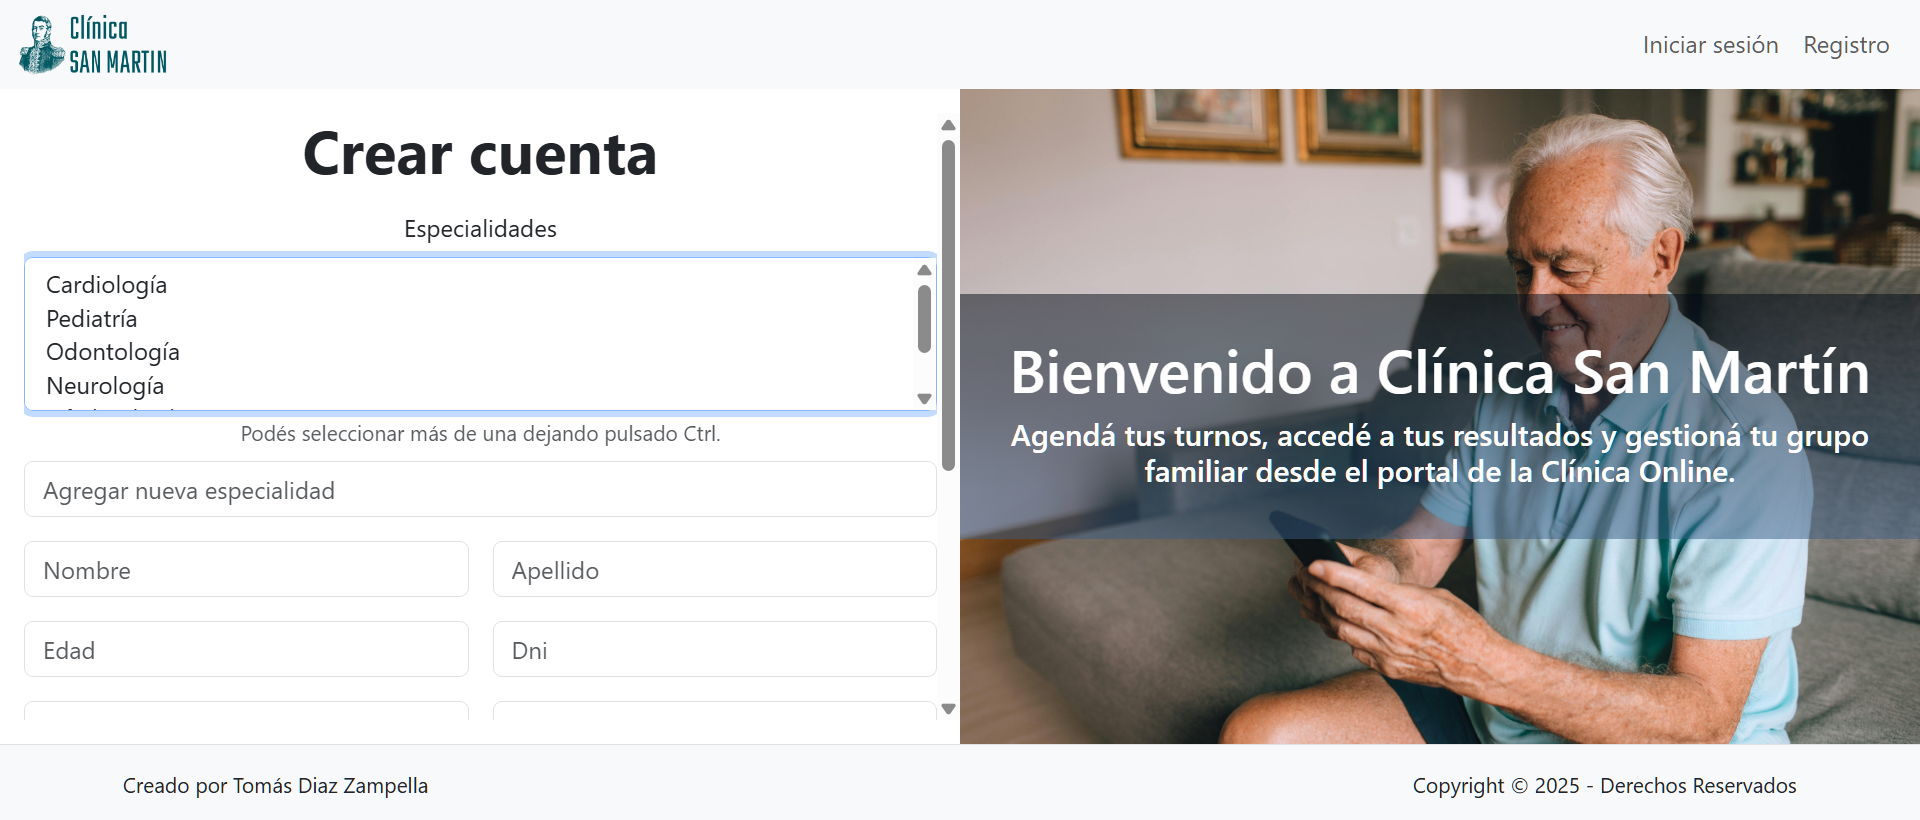 Clínica
SAN MARTIN
Iniciar sesión
Registro
Crear cuenta
Especialidades
Cardiología
Pediatría
Odontología
Neurología
Podés seleccionar más de una dejando pulsado Ctrl.
Agregar nueva especialidad
Nombre
Apellido
Edad
Dni
Bienvenido a Clínica San Martín
Agendá tus turnos, accedé a tus resultados y gestioná tu grupo
familiar desde el portal de la Clínica Online.
Creado por Tomás Diaz Zampella
Copyright © 2025 - Derechos Reservados